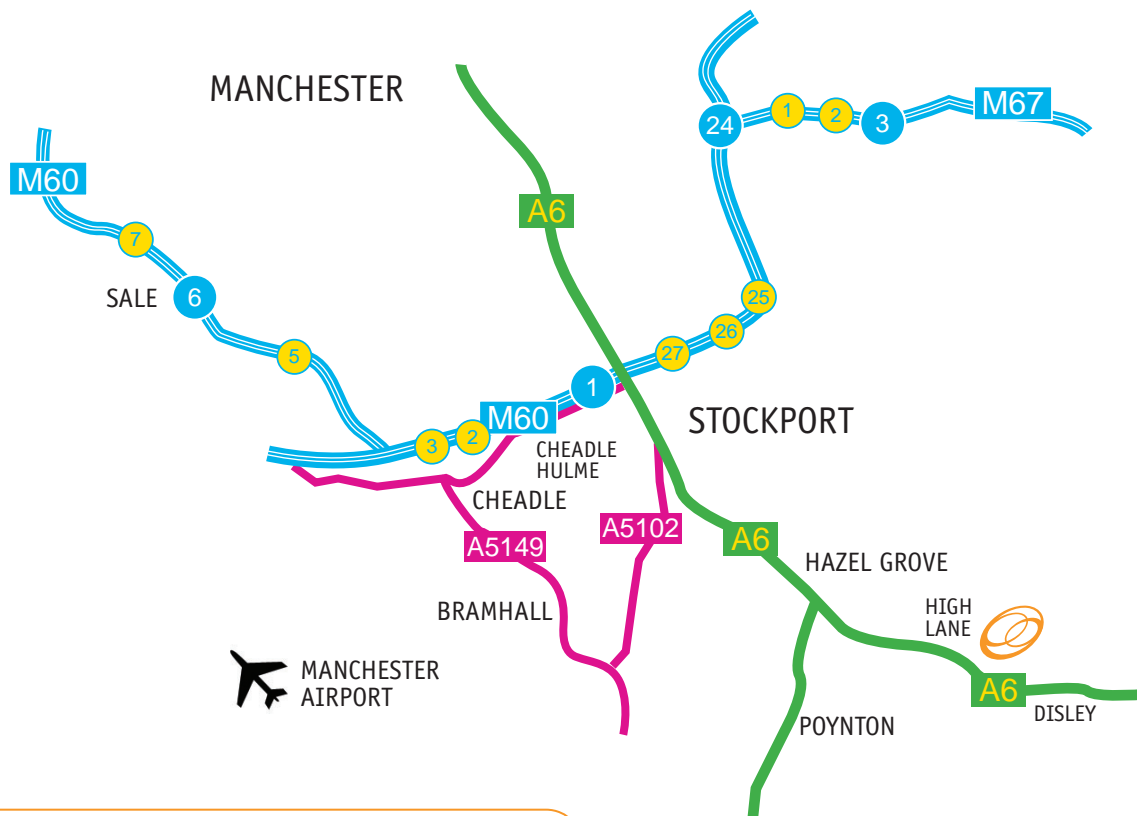 MANCHESTER
24
1
2
3
M67
M60
A6
7
SALE
6
5
25
26
27
1
M60
STOCKPORT
3
2
CHEADLE
HULME
CHEADLE
A5149
A5102
A6
HAZEL GROVE
BRAMHALL
HIGH
LANE
MANCHESTER
AIRPORT
A6
DISLEY
POYNTON